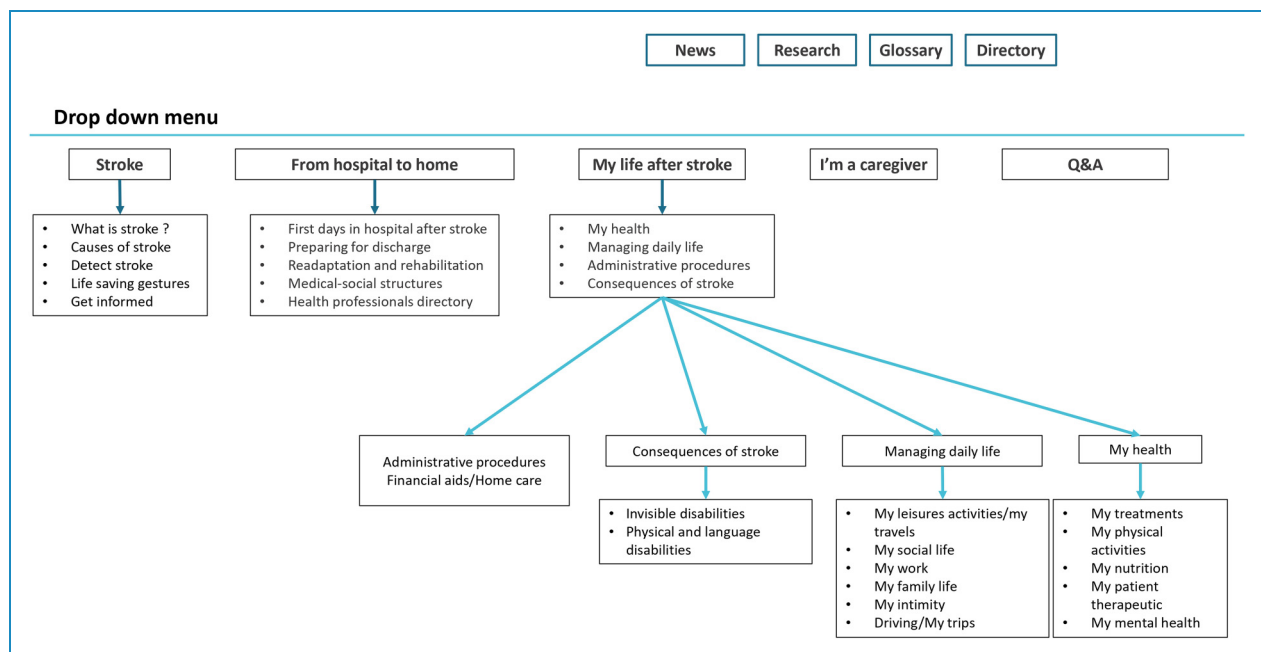 News
Research
Glossary
Directory
Drop down menu
Stroke
From hospital to home
My life after stroke
I'm a caregiver
Q&A
• What is stroke ?
• Causes of stroke
• Detect stroke
• Life saving gestures
• Get informed
• First days in hospital after stroke
• Preparing for discharge
• Readaptation and rehabilitation
• Medical-social structures
• Health professionals directory
• My health
• Managing daily life
• Administrative procedures
• Consequences of stroke
Administrative procedures
Financial aids/Home care
Consequences of stroke
• Invisible disabilities
• Physical and language
disabilities
Managing daily life
• My leisures activities/my
travels
• My social life
• My work
• My family life
• My intimity
• Driving/My trips
My health
• My treatments
• My physical
activities
• My nutrition
• My patient
therapeutic
• My mental health